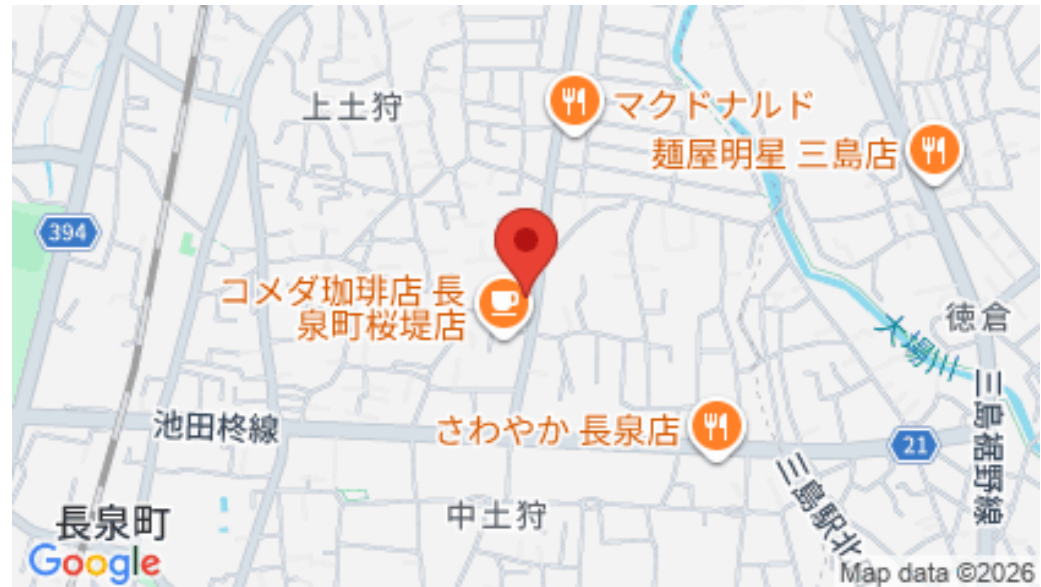 上土狩
マクドナルド
麺屋明星 三島店
394
コメダ珈琲店 長
泉町桜堤店
徳倉
大場川
三島裾野線
池田柊線
さわやか 長泉店
21
三島駅北
中土狩
長泉町
Google
Map data ©2026